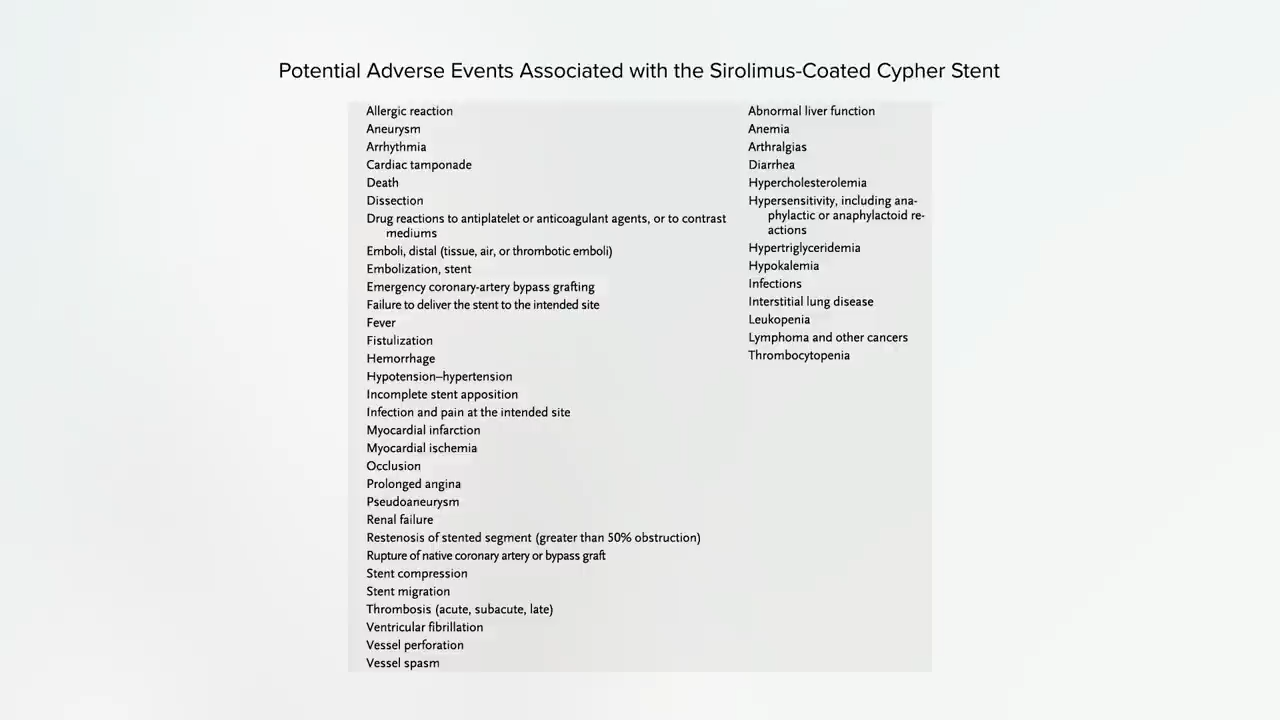 Potential Adverse Events Associated with the Sirolimus-Coated Cypher Stent
Allergic reaction
Aneurysm
Arrhythmia
Cardiac tamponade
Death
Dissection
Drug reactions to antiplatelet or anticoagulant agents, or to contrast
mediums
Emboli, distal (tissue, air, or thrombotic emboli)
Embolization, stent
Emergency coronary-artery bypass grafting
Failure to deliver the stent to the intended site
Fever
Fistulization
Hemorrhage
Hypotension–hypertension
Incomplete stent apposition
Infection and pain at the intended site
Myocardial infarction
Myocardial ischemia
Occlusion
Prolonged angina
Pseudoaneurysm
Renal failure
Restenosis of stented segment (greater than 50% obstruction)
Rupture of native coronary artery or bypass graft
Stent compression
Stent migration
Thrombosis (acute, subacute, late)
Ventricular fibrillation
Vessel perforation
Vessel spasm
Abnormal liver function
Anemia
Arthralgias
Diarrhea
Hypercholesterolemia
Hypersensitivity, including ana-
phylactic or anaphylactoid re-
actions
Hypertriglyceridemia
Hypokalemia
Infections
Interstitial lung disease
Leukopenia
Lymphoma and other cancers
Thrombocytopenia